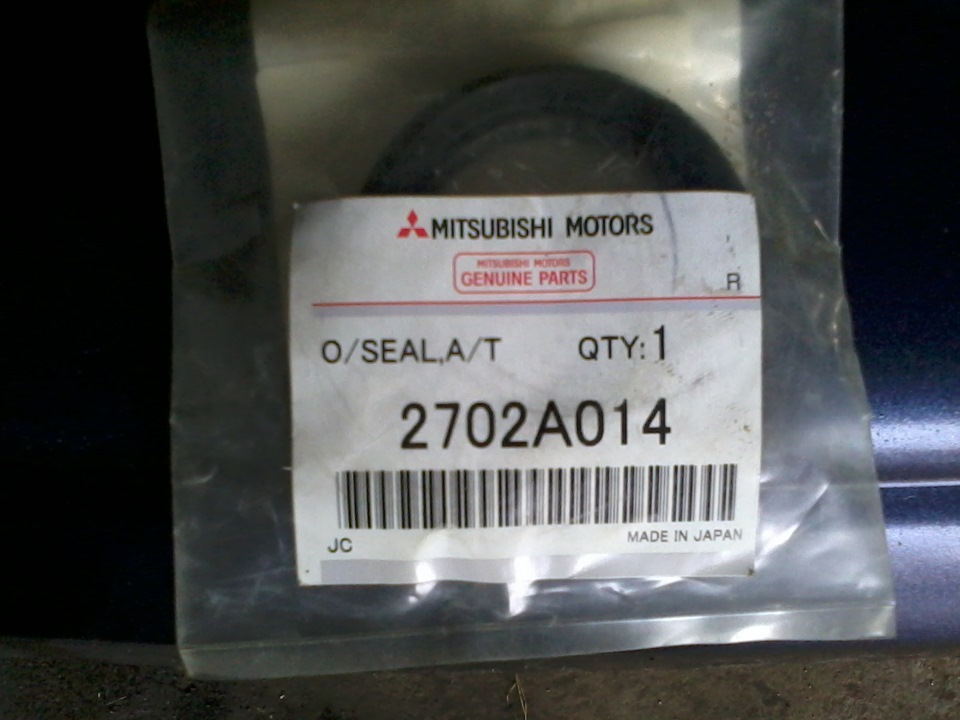 MITSUBISHI MOTORS
MITSUBISHI MOTORS
GENUINE PARTS
R
O/SEAL,A/T QTY:1
2702A014
JC MADE IN JAPAN